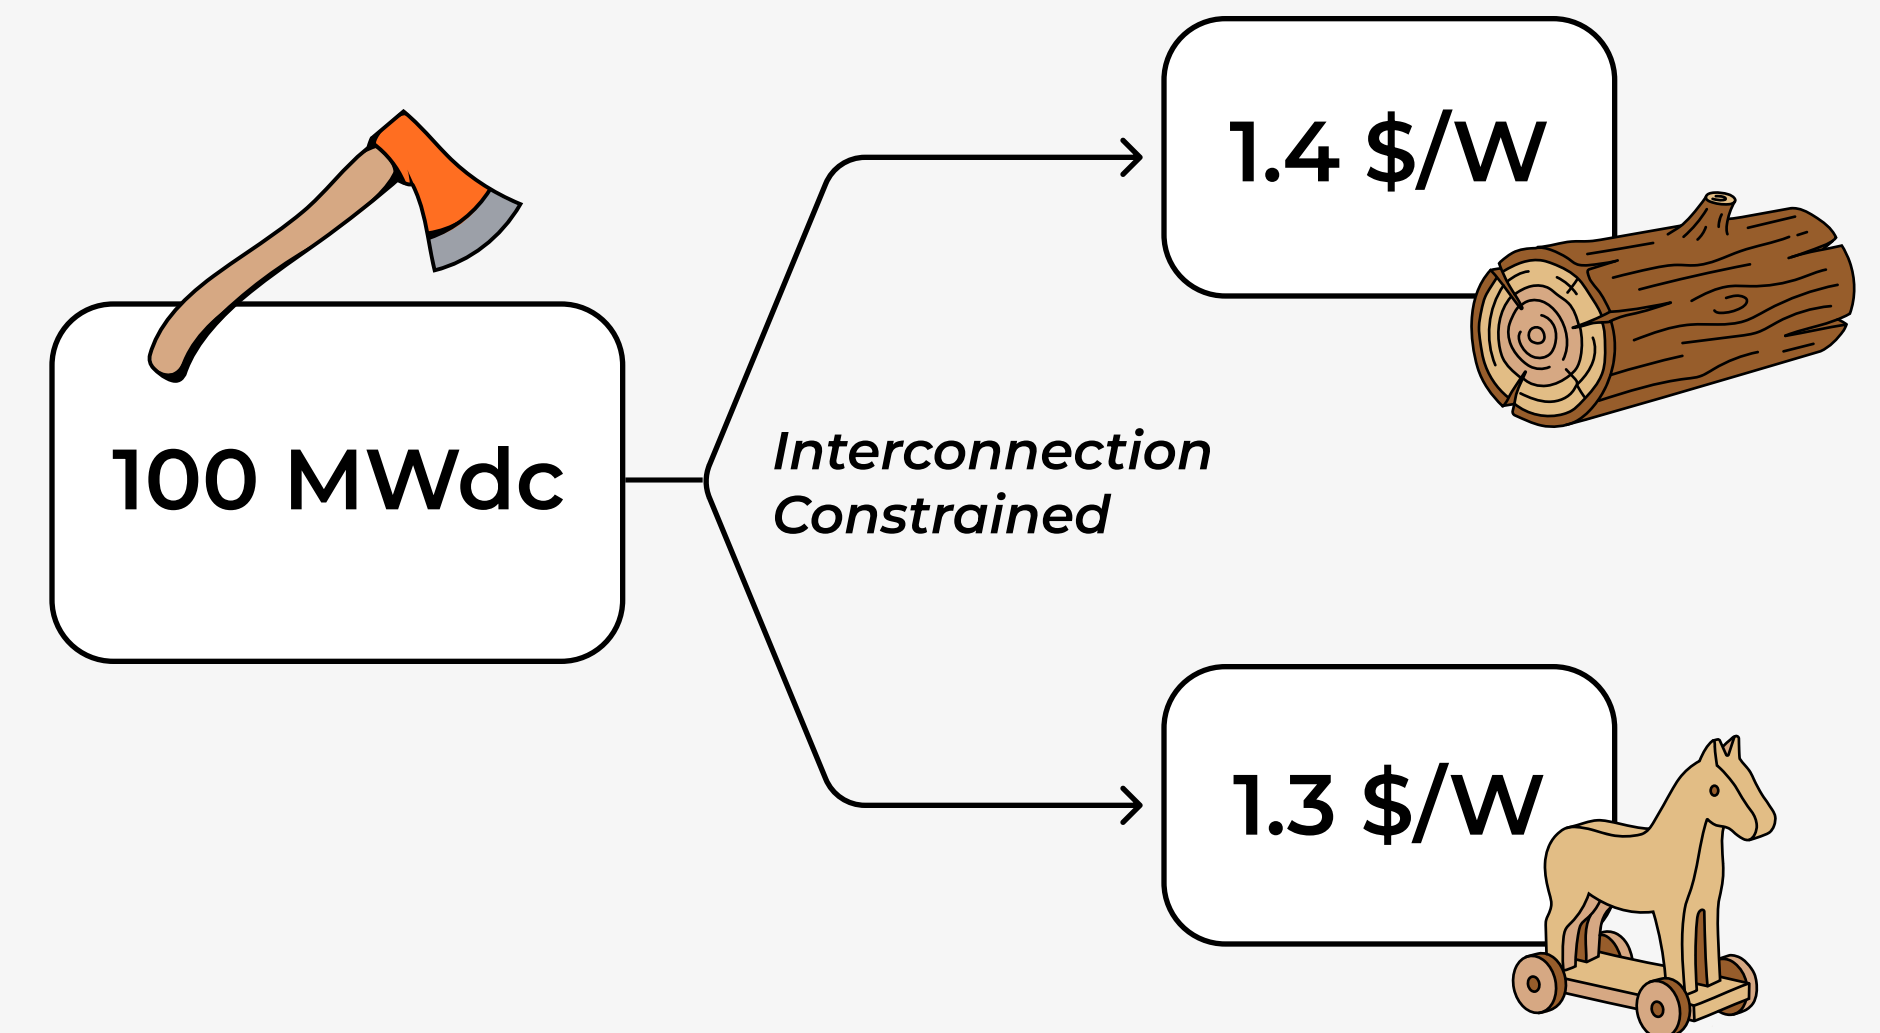 1.4 $/W
100 MWdc
Interconnection
Constrained
1.3 $/W